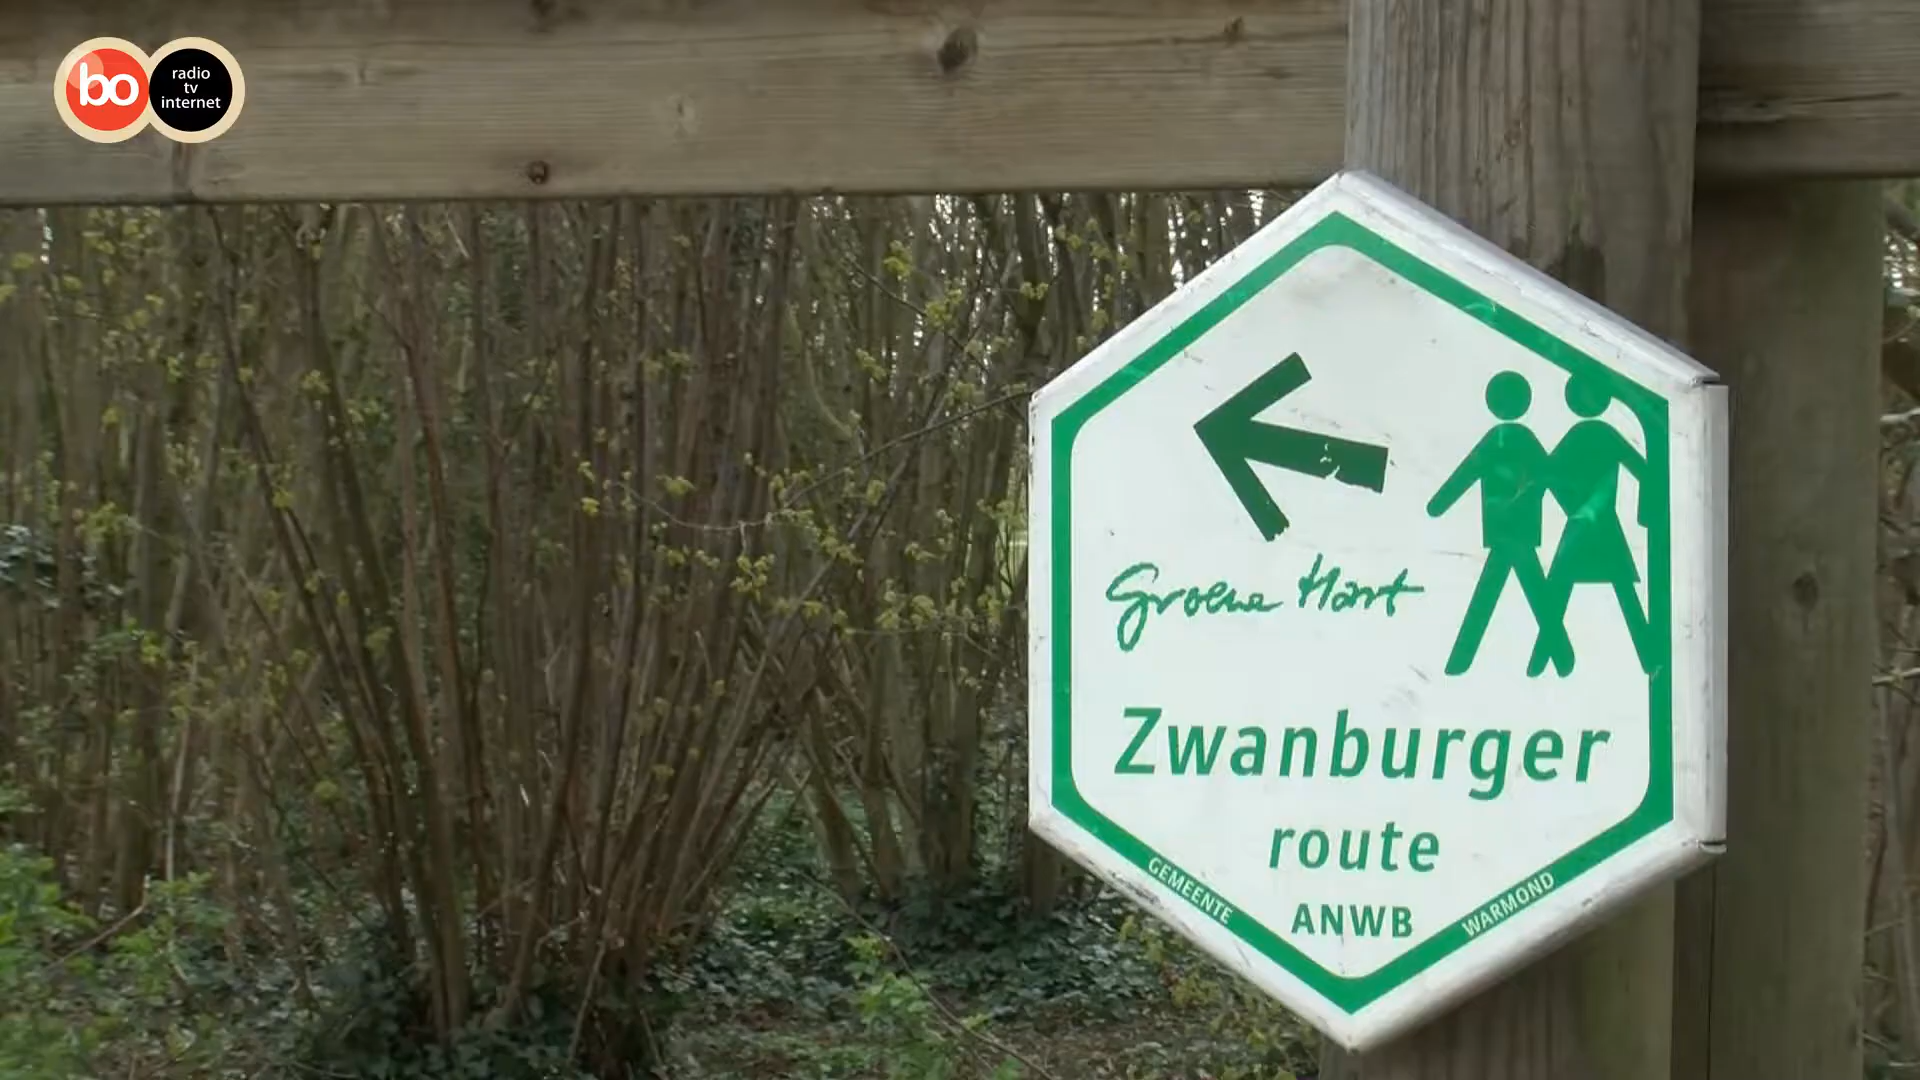 bo
radio
tv
internet
Groene Hart
Zwanburger
route
ANWB
GEMEENTE
WARMOND